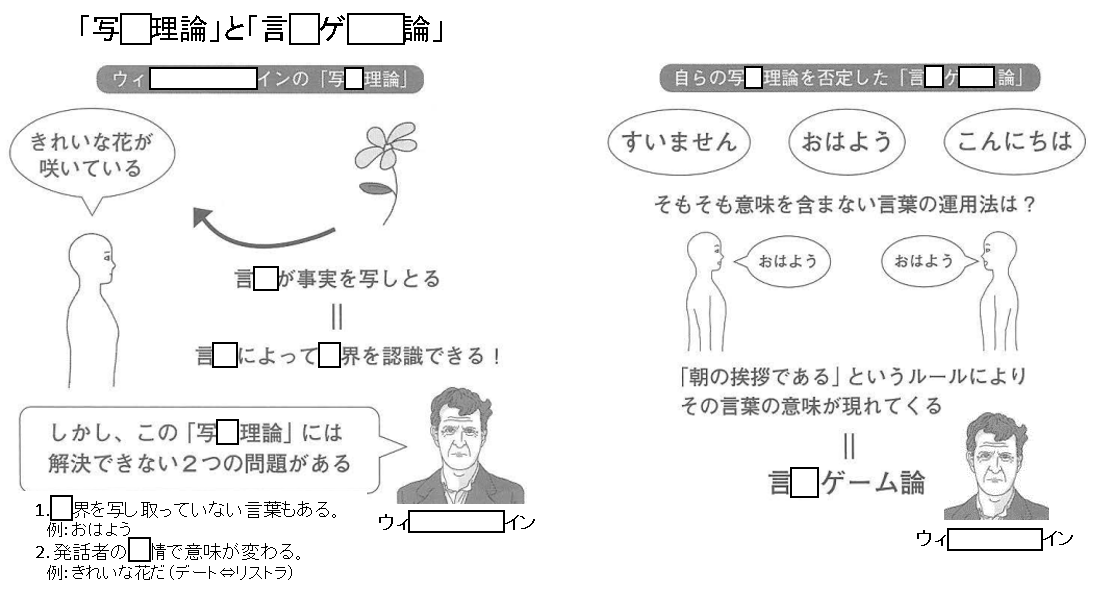 「写□理論」と「言□ゲ□論」
ウィ□インの「写□理論」
きれいな花が
咲いている
言□が事実を写しとる
||
言□によって□界を認識できる！
しかし、この「写□理論」には
解決できない２つの問題がある
ウィ□イン
1.□界を写し取っていない言葉もある。
例：おはよう
2.発話者の□情で意味が変わる。
例：きれいな花だ（デート⇔リストラ）
自らの写□理論を否定した「言□ゲ□論」
すいません
おはよう
こんにちは
そもそも意味を含まない言葉の運用法は？
おはよう
おはよう
「朝の挨拶である」というルールにより
その言葉の意味が現れてくる
||
言□ゲーム論
ウィ□イン